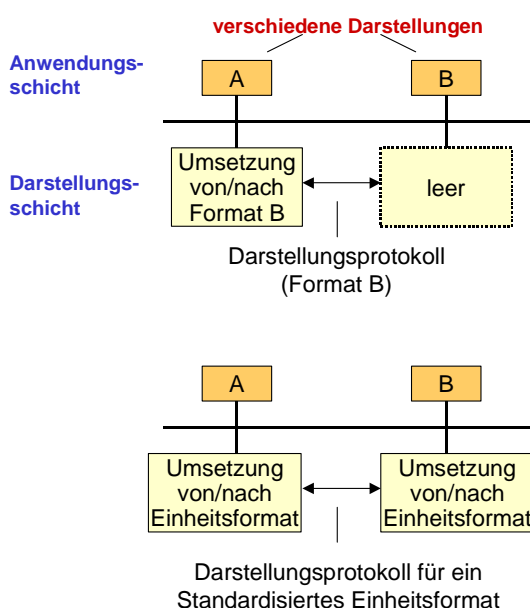 verschiedene Darstellungen
Anwendungs-
schicht
A
B
Darstellungs-
schicht
Umsetzung
von/nach
Format B
leer
Darstellungsprotokoll
(Format B)
A
B
Umsetzung
von/nach
Einheitsformat
Umsetzung
von/nach
Einheitsformat
Darstellungsprotokoll für ein
Standardisiertes Einheitsformat